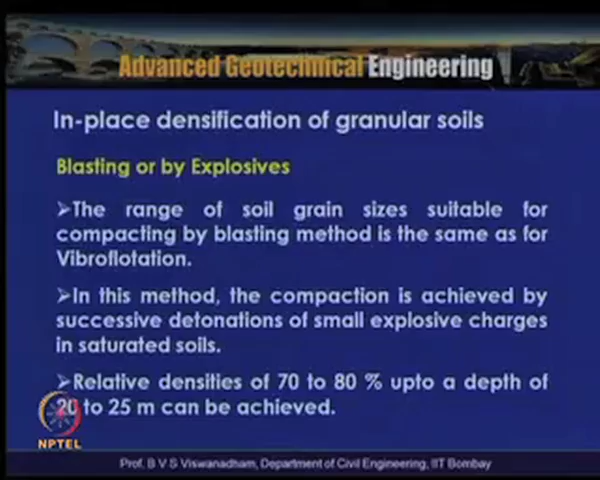 Advanced Geotechnical Engineering
In-place densification of granular soils
Blasting or by Explosives
➢The range of soil grain sizes suitable for
compacting by blasting method is the same as for
Vibroflotation.
➢In this method, the compaction is achieved by
successive detonations of small explosive charges
in saturated soils.
➢Relative densities of 70 to 80 % upto a depth of
20 to 25 m can be achieved.
NPTEL
Prof. B V S Viswanadham, Department of Civil Engineering, IIT Bombay